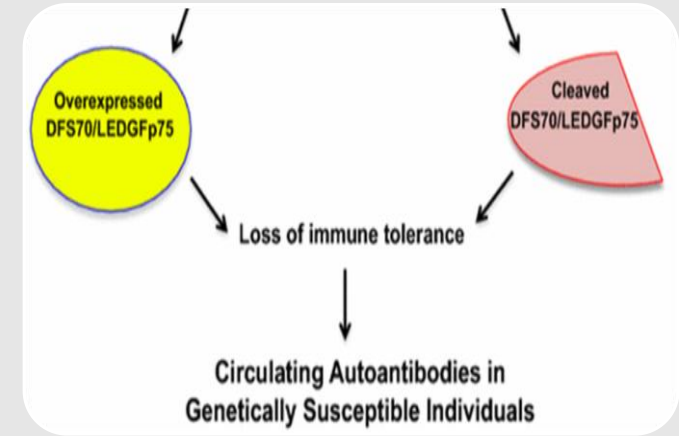 Overexpressed
DFS70/LEDGFp75
Cleaved
DFS70/LEDGFp75
Loss of immune tolerance
Circulating Autoantibodies in
Genetically Susceptible Individuals